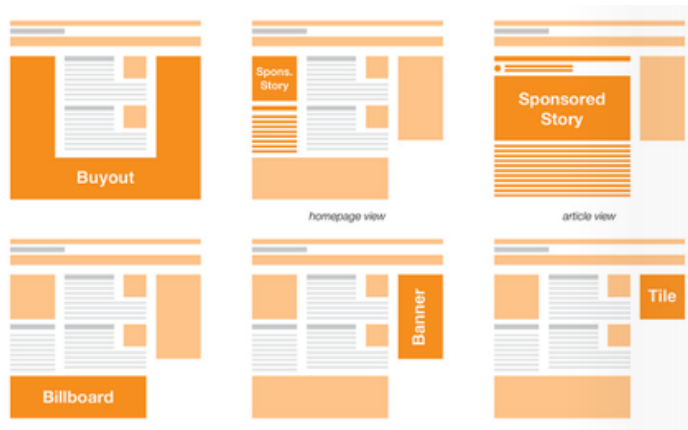 Buyout
Spons.
Story
homepage view
Sponsored
Story
article view
Billboard
Banner
Tile